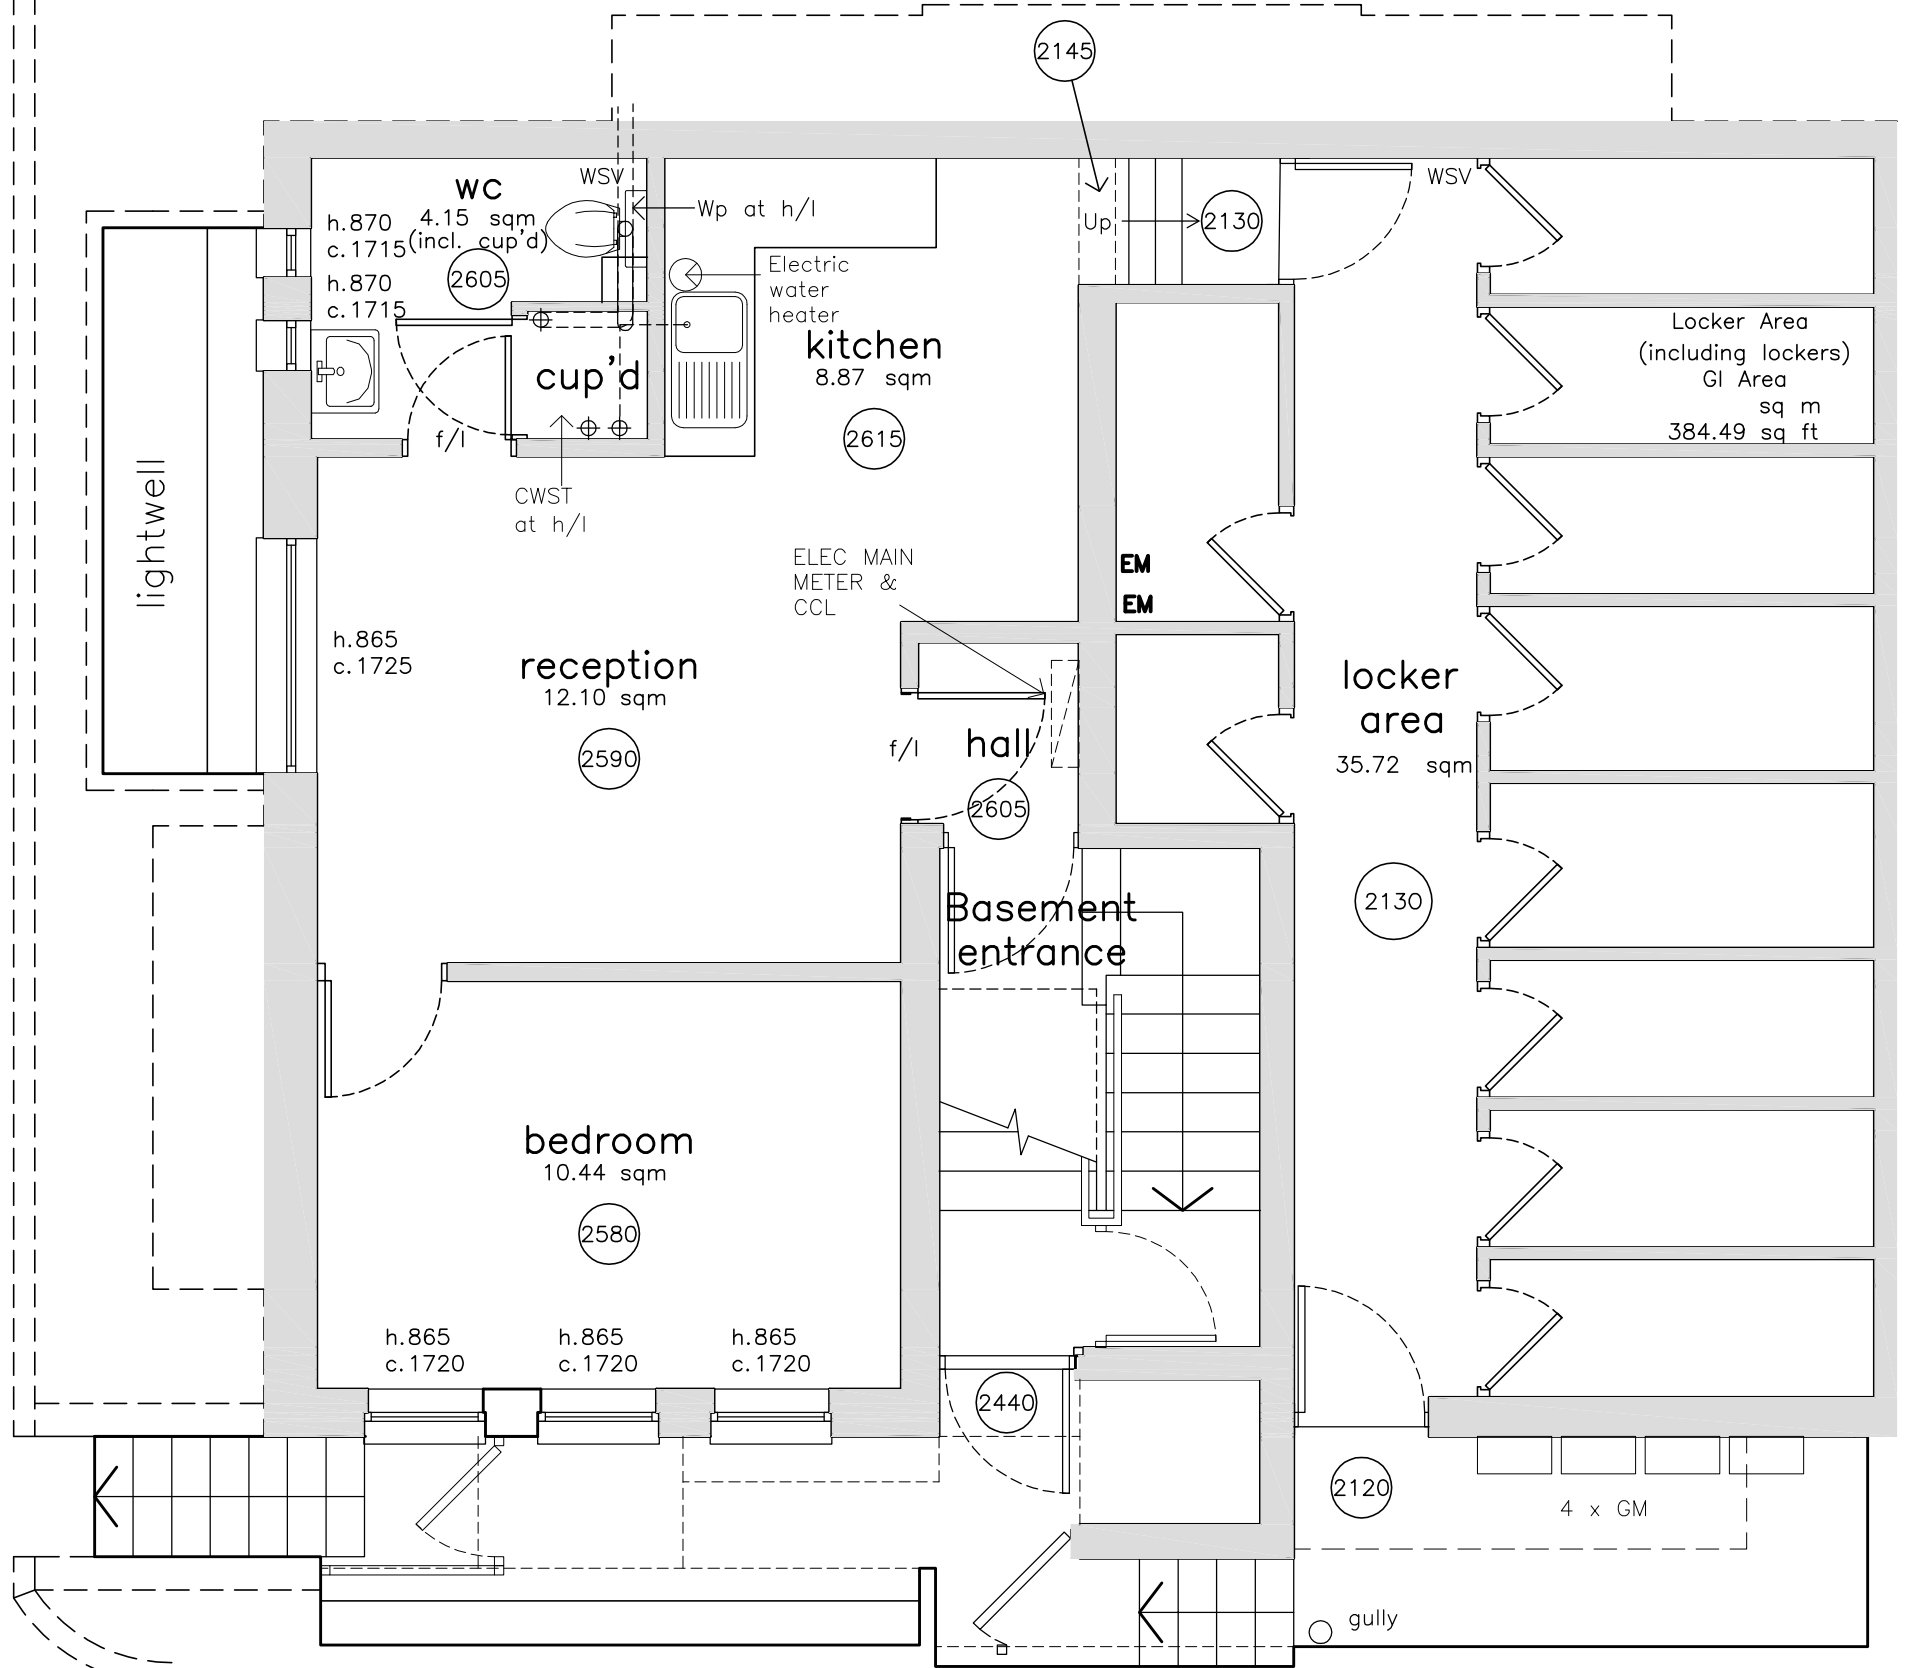 2145
WSV
WC
4.15 sqm
(incl. cup'd)
2605
h.870
c.1715
h.870
c.1715
Wp at h/l
Electric
water
heater
Up
2130
WSV
kitchen
8.87 sqm
2615
cup'd
f/l
CWST
at h/l
Locker Area
(including lockers)
GI Area
sq m
384.49 sq ft
lightwell
ELEC MAIN
METER &
CCL
EM
EM
h.865
c.1725
reception
12.10 sqm
2590
f/l
hall
2605
locker
area
35.72 sqm
2130
Basement
entrance
bedroom
10.44 sqm
2580
h.865
c.1720
h.865
c.1720
h.865
c.1720
2440
2120
4 x GM
gully